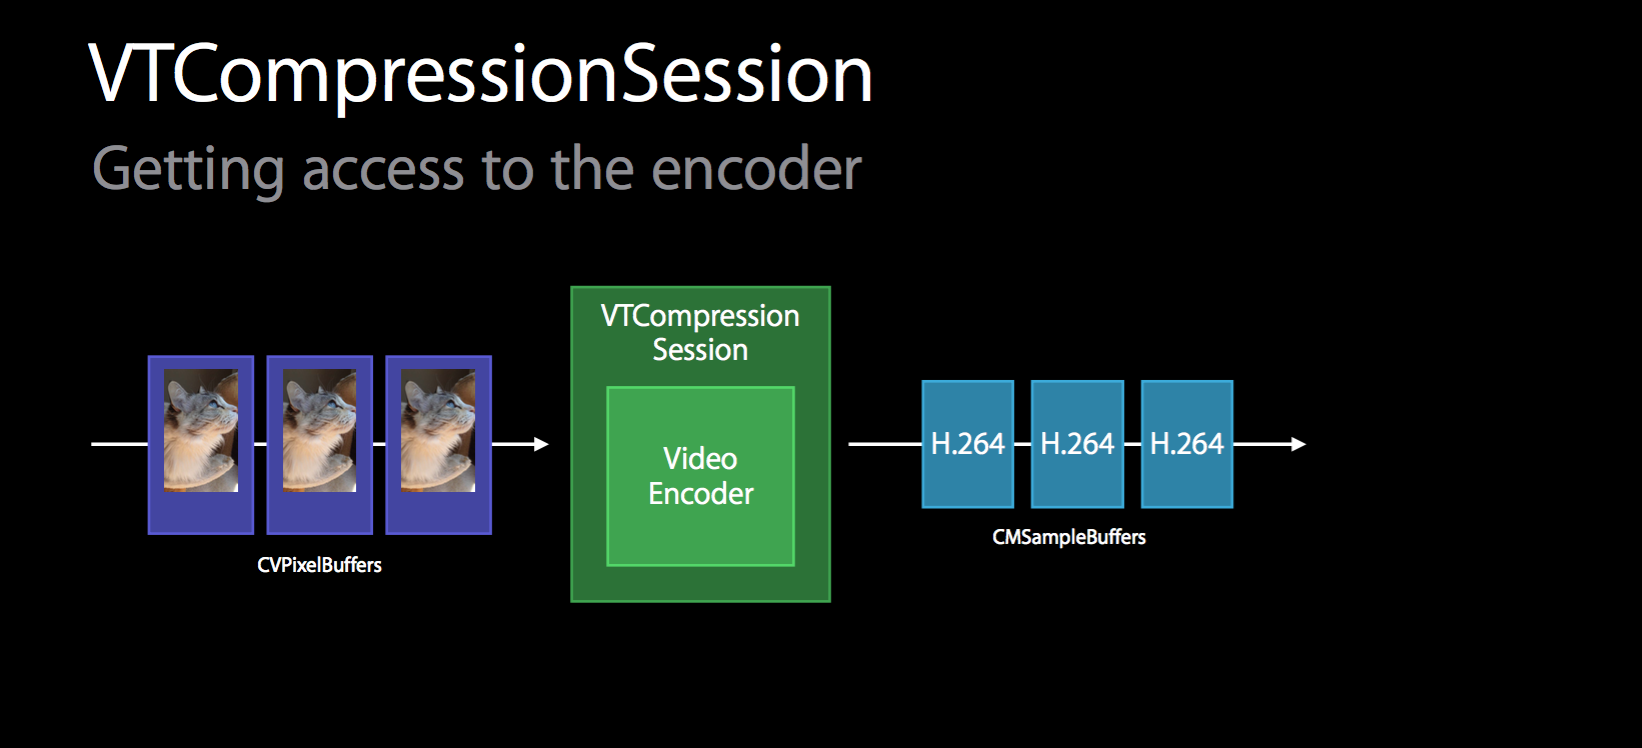 VTCompressionSession
Getting access to the encoder
VTCompression
Session
Video
Encoder
H.264
H.264
H.264
CVPixelBuffers
CMSampleBuffers